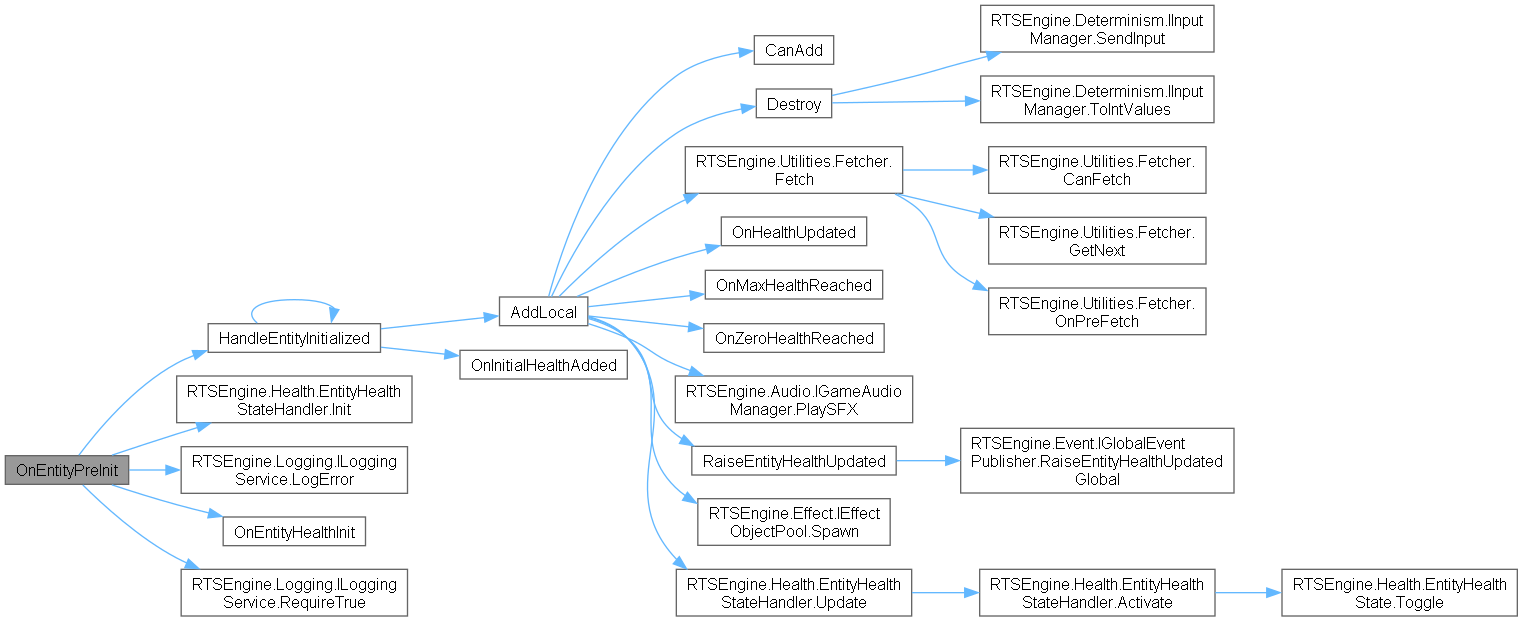 OnEntityPreInit
HandleEntityInitialized
RTSEngine.Health.EntityHealth
StateHandler.Init
RTSEngine.Logging.ILogging
Service.LogError
OnEntityHealthInit
RTSEngine.Logging.ILogging
Service.RequireTrue
AddLocal
OnInitialHealthAdded
CanAdd
Destroy
RTSEngine.Utilities.Fetcher.
Fetch
OnHealthUpdated
OnMaxHealthReached
OnZeroHealthReached
RTSEngine.Audio.IGameAudio
Manager.PlaySFX
RaiseEntityHealthUpdated
RTSEngine.Effect.IEffect
ObjectPool.Spawn
RTSEngine.Health.EntityHealth
StateHandler.Update
RTSEngine.Determinism.IInput
Manager.SendInput
RTSEngine.Determinism.IInput
Manager.ToIntValues
RTSEngine.Utilities.Fetcher.
CanFetch
RTSEngine.Utilities.Fetcher.
GetNext
RTSEngine.Utilities.Fetcher.
OnPreFetch
RTSEngine.Event.IGlobalEvent
Publisher.RaiseEntityHealthUpdated
Global
RTSEngine.Health.EntityHealth
StateHandler.Activate
RTSEngine.Health.EntityHealth
State.Toggle